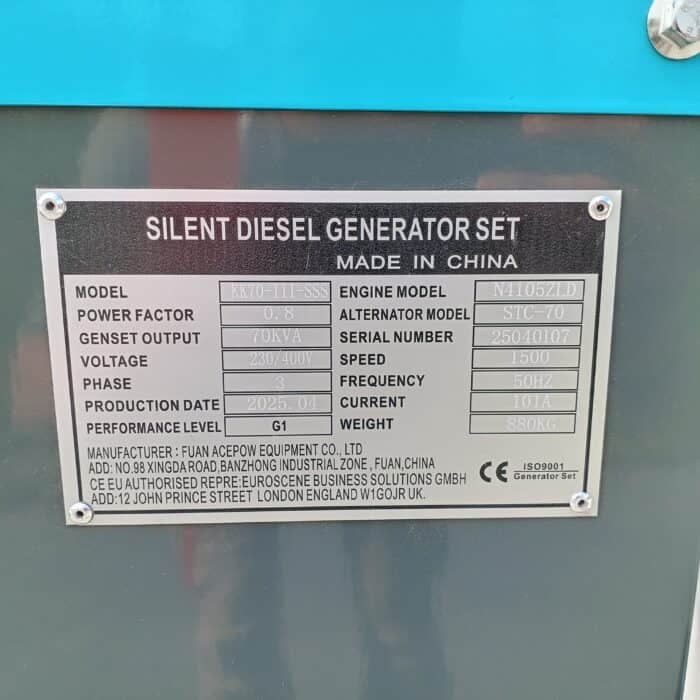 SILENT DIESEL GENERATOR SET
MADE IN CHINA
MODEL KK70-111-SSS ENGINE MODEL N4105ZLD
POWER FACTOR 0.8 ALTERNATOR MODEL STC-70
GENSET OUTPUT 70KVA SERIAL NUMBER 25040107
VOLTAGE 230/400V SPEED 1500
PHASE 3 FREQUENCY 50HZ
PRODUCTION DATE 2025.04 CURRENT 101A
PERFORMANCE LEVEL G1 WEIGHT 880KG
MANUFACTURER : FUAN ACEPOW EQUIPMENT CO., LTD
ADD: NO.98 XINGDA ROAD,BANZHONG INDUSTRIAL ZONE , FUAN,CHINA
CE EU AUTHORISED REPRE:EUROSCENE BUSINESS SOLUTIONS GMBH
ADD:12 JOHN PRINCE STREET LONDON ENGLAND W1GOJR UK.
CE ISO9001
Generator Set